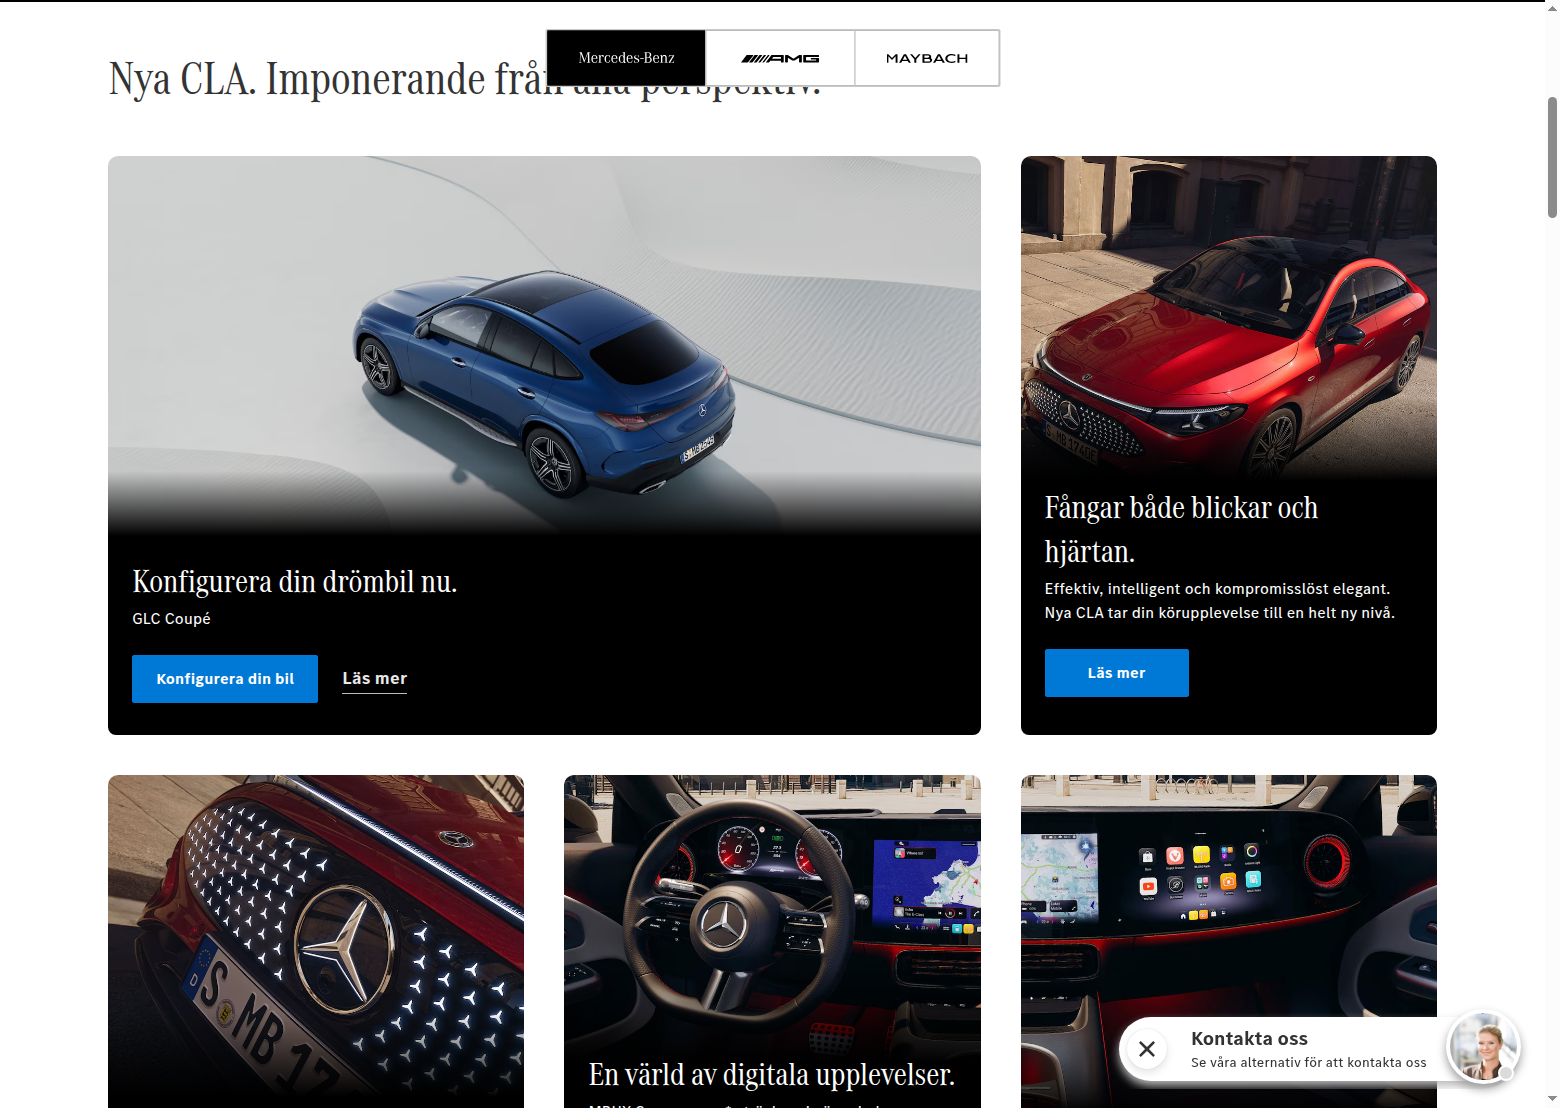 Mercedes-Benz
AMG
MAYBACH
Nya CLA. Imponerande från alla perspektiv.
Konfigurera din drömbil nu.
GLC Coupé
Konfigurera din bil
Läs mer
Fångar både blickar och
hjärtan.
Effektiv, intelligent och kompromisslöst elegant.
Nya CLA tar din körupplevelse till en helt ny nivå.
Läs mer
S MB 17
En värld av digitala upplevelser.
Kontakta oss
Se våra alternativ för att kontakta oss